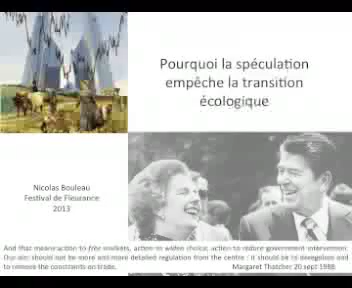 Pourquoi la spéculation
empêche la transition
écologique
Nicolas Bouleau
Festival de Fleurance
2013
And that means action to free markets, action to widen choice, action to reduce government intervention.
Our aim should not be more and more detailed regulation from the centre : it should be to deregulate and
to remove the constraints on trade. Margaret Thatcher 20 sept 1988